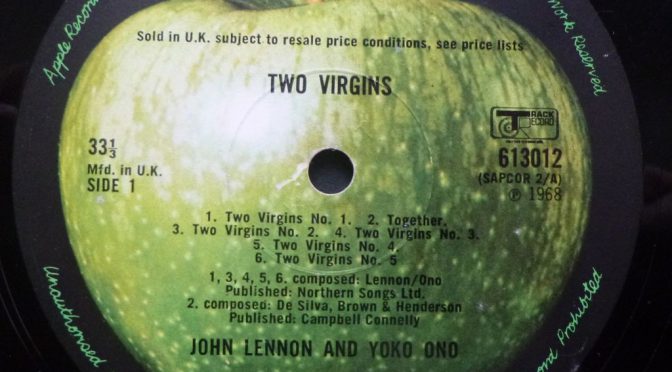 Apple Record
Work Reserved
Sold in U.K. subject to resale price conditions, see price lists
TWO VIRGINS
33⅓
Mfd. in U.K.
SIDE 1
TRACK
RECORD
613012
(SAPCOR 2/A)
℗ 1968
1. Two Virgins No. 1. 2. Together.
3. Two Virgins No. 2. 4. Two Virgins No. 3.
5. Two Virgins No. 4.
6. Two Virgins No. 5
1, 3, 4, 5, 6. composed: Lennon/Ono
Published: Northern Songs Ltd.
2. composed: De Silva, Brown & Henderson
Published: Campbell Connelly
JOHN LENNON AND YOKO ONO
Unauthorised
Prohibited